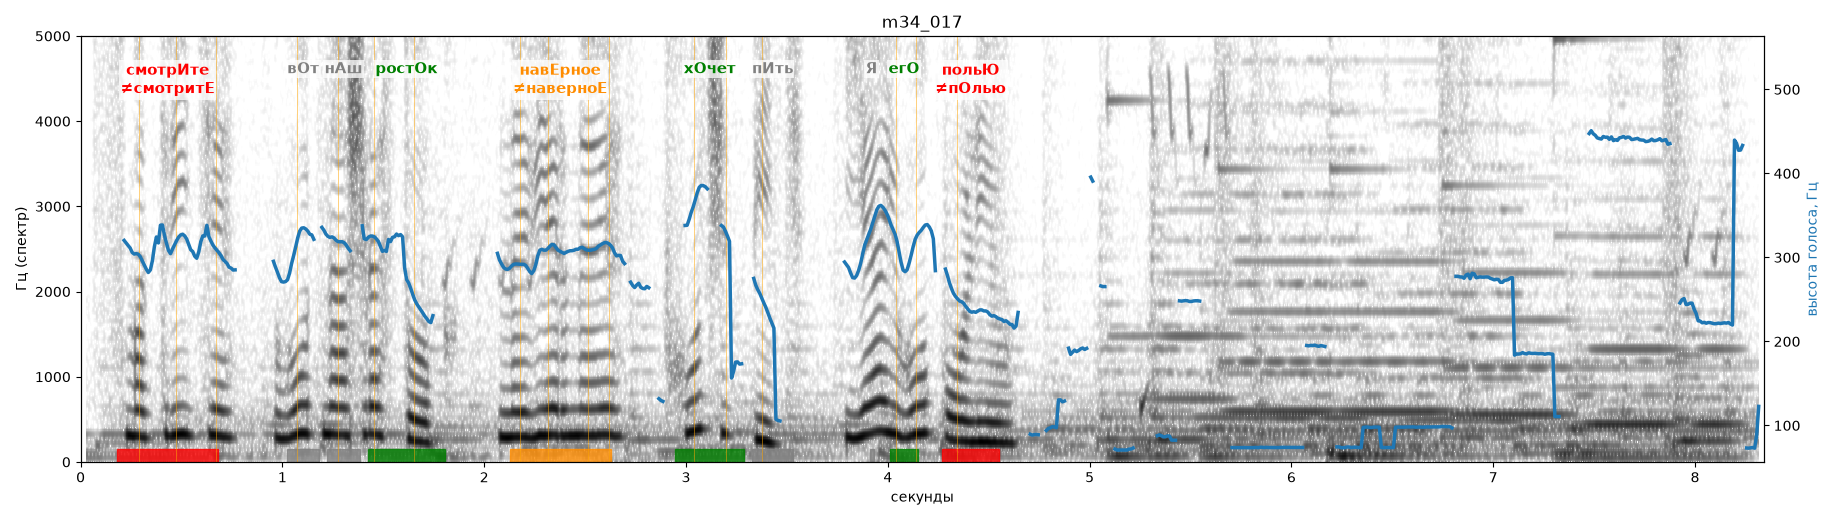 m34_017
5000
4000
3000
2000
1000
0
Гц (спектр)
смотрИте
≠смотритЕ
вОт
нАш
ростОк
навЕрное
≠наверноЕ
хОчет
пИть
Я
егО
польЮ
≠пОлью
500
400
300
200
100
высота голоса, Гц
0 1 2 3 4 5 6 7 8
секунды